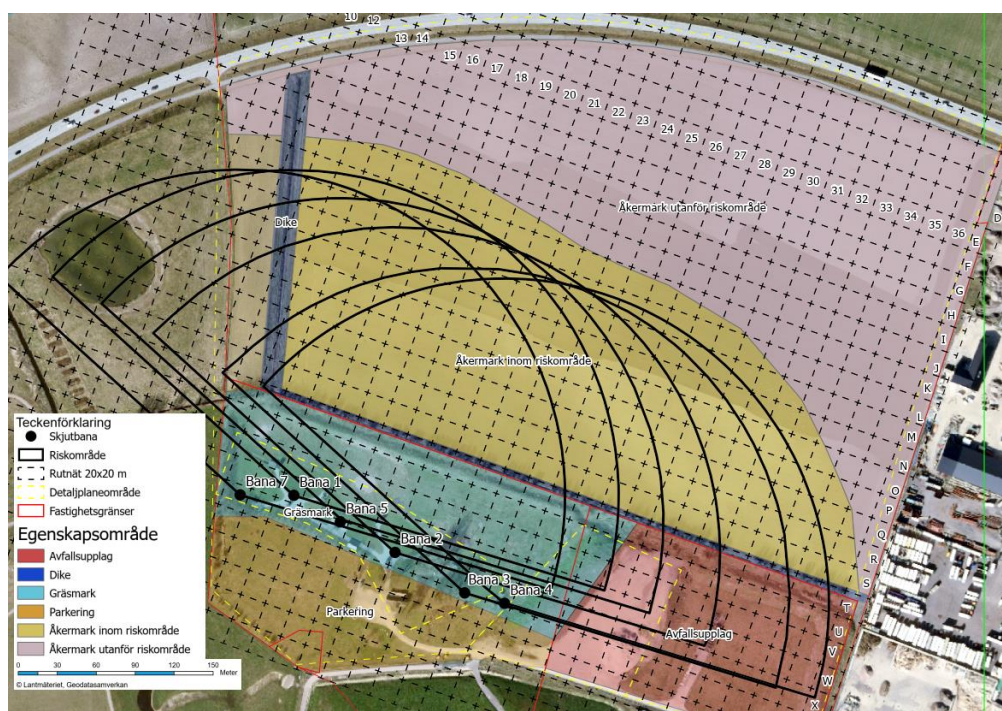 10 12
13 14
15
16
17
18
19
20
21
22
23
24
25
26
27
28
29
30
31
32
33
34
35
36
D
E
F
G
H
I
J
K
L
M
N
O
P
Q
R
S
T
U
V
W
X
Åkermark utanför riskområde
Dike
Åkermark inom riskområde
Bana 7
Bana 1
Gräsmark
Bana 5
Bana 2
Bana 3
Bana 4
Parkering
Avfallsupplag
Teckenförklaring
Skjutbana
Riskområde
Rutnät 20x20 m
Detaljplaneområde
Fastighetsgränser
Egenskapsområde
Avfallsupplag
Dike
Gräsmark
Parkering
Åkermark inom riskområde
Åkermark utanför riskområde
0 30 60 90 120 150
Meter
© Lantmäteriet, Geodatasamverkan